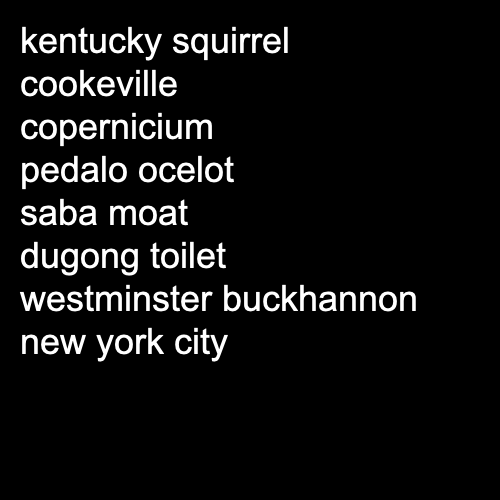 kentucky squirrel
cookeville
copernicium
pedalo ocelot
saba moat
dugong toilet
westminster buckhannon
new york city